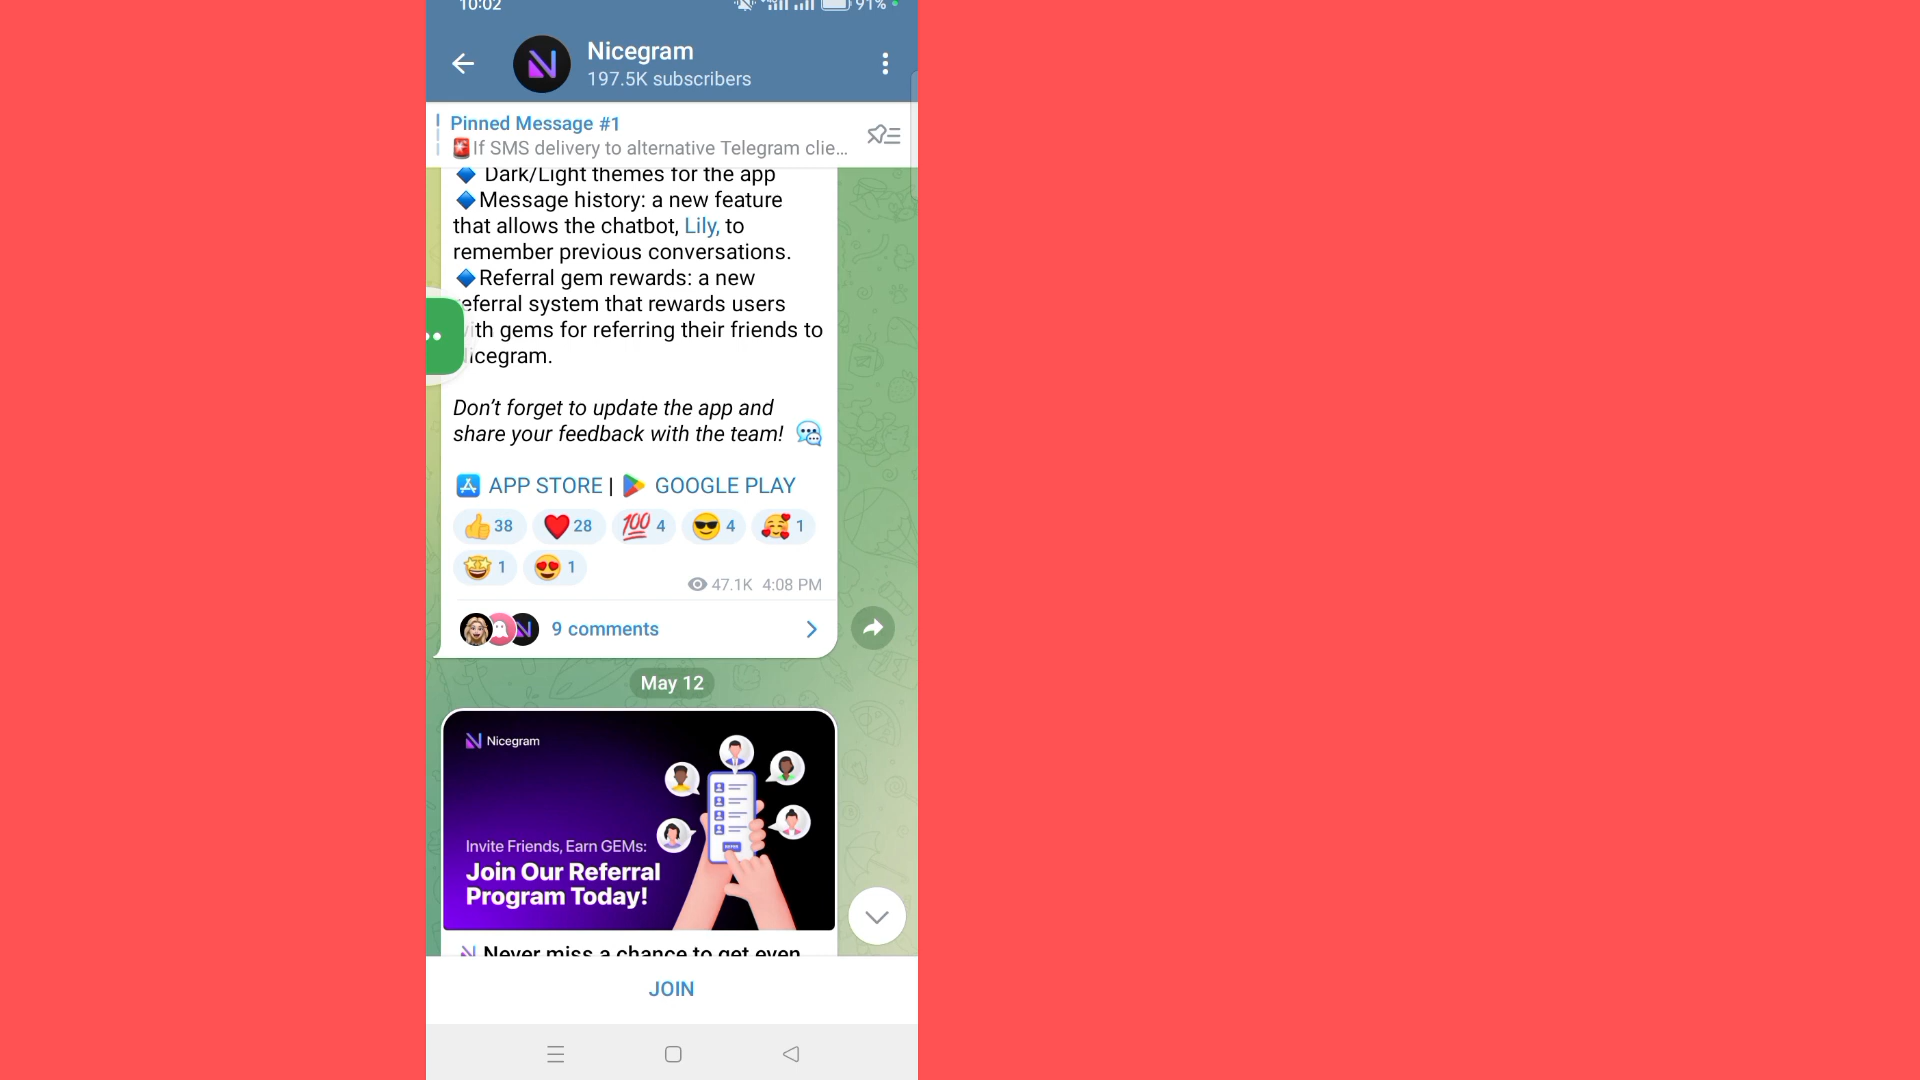 10:02
91%
Nicegram
197.5K subscribers
Pinned Message #1
If SMS delivery to alternative Telegram clie...
Dark/Light themes for the app
Message history: a new feature
that allows the chatbot, Lily, to
remember previous conversations.
Referral gem rewards: a new
eferral system that rewards users
ith gems for referring their friends to
icegram.
Don't forget to update the app and
share your feedback with the team!
APP STORE | GOOGLE PLAY
👍 38 ❤️ 28 💯 4 😎 4 🥰 1
🤩 1 😍 1
47.1K 4:08 PM
9 comments
May 12
Nicegram
Invite Friends, Earn GEMs:
Join Our Referral
Program Today!
Never miss a chance to get even
JOIN